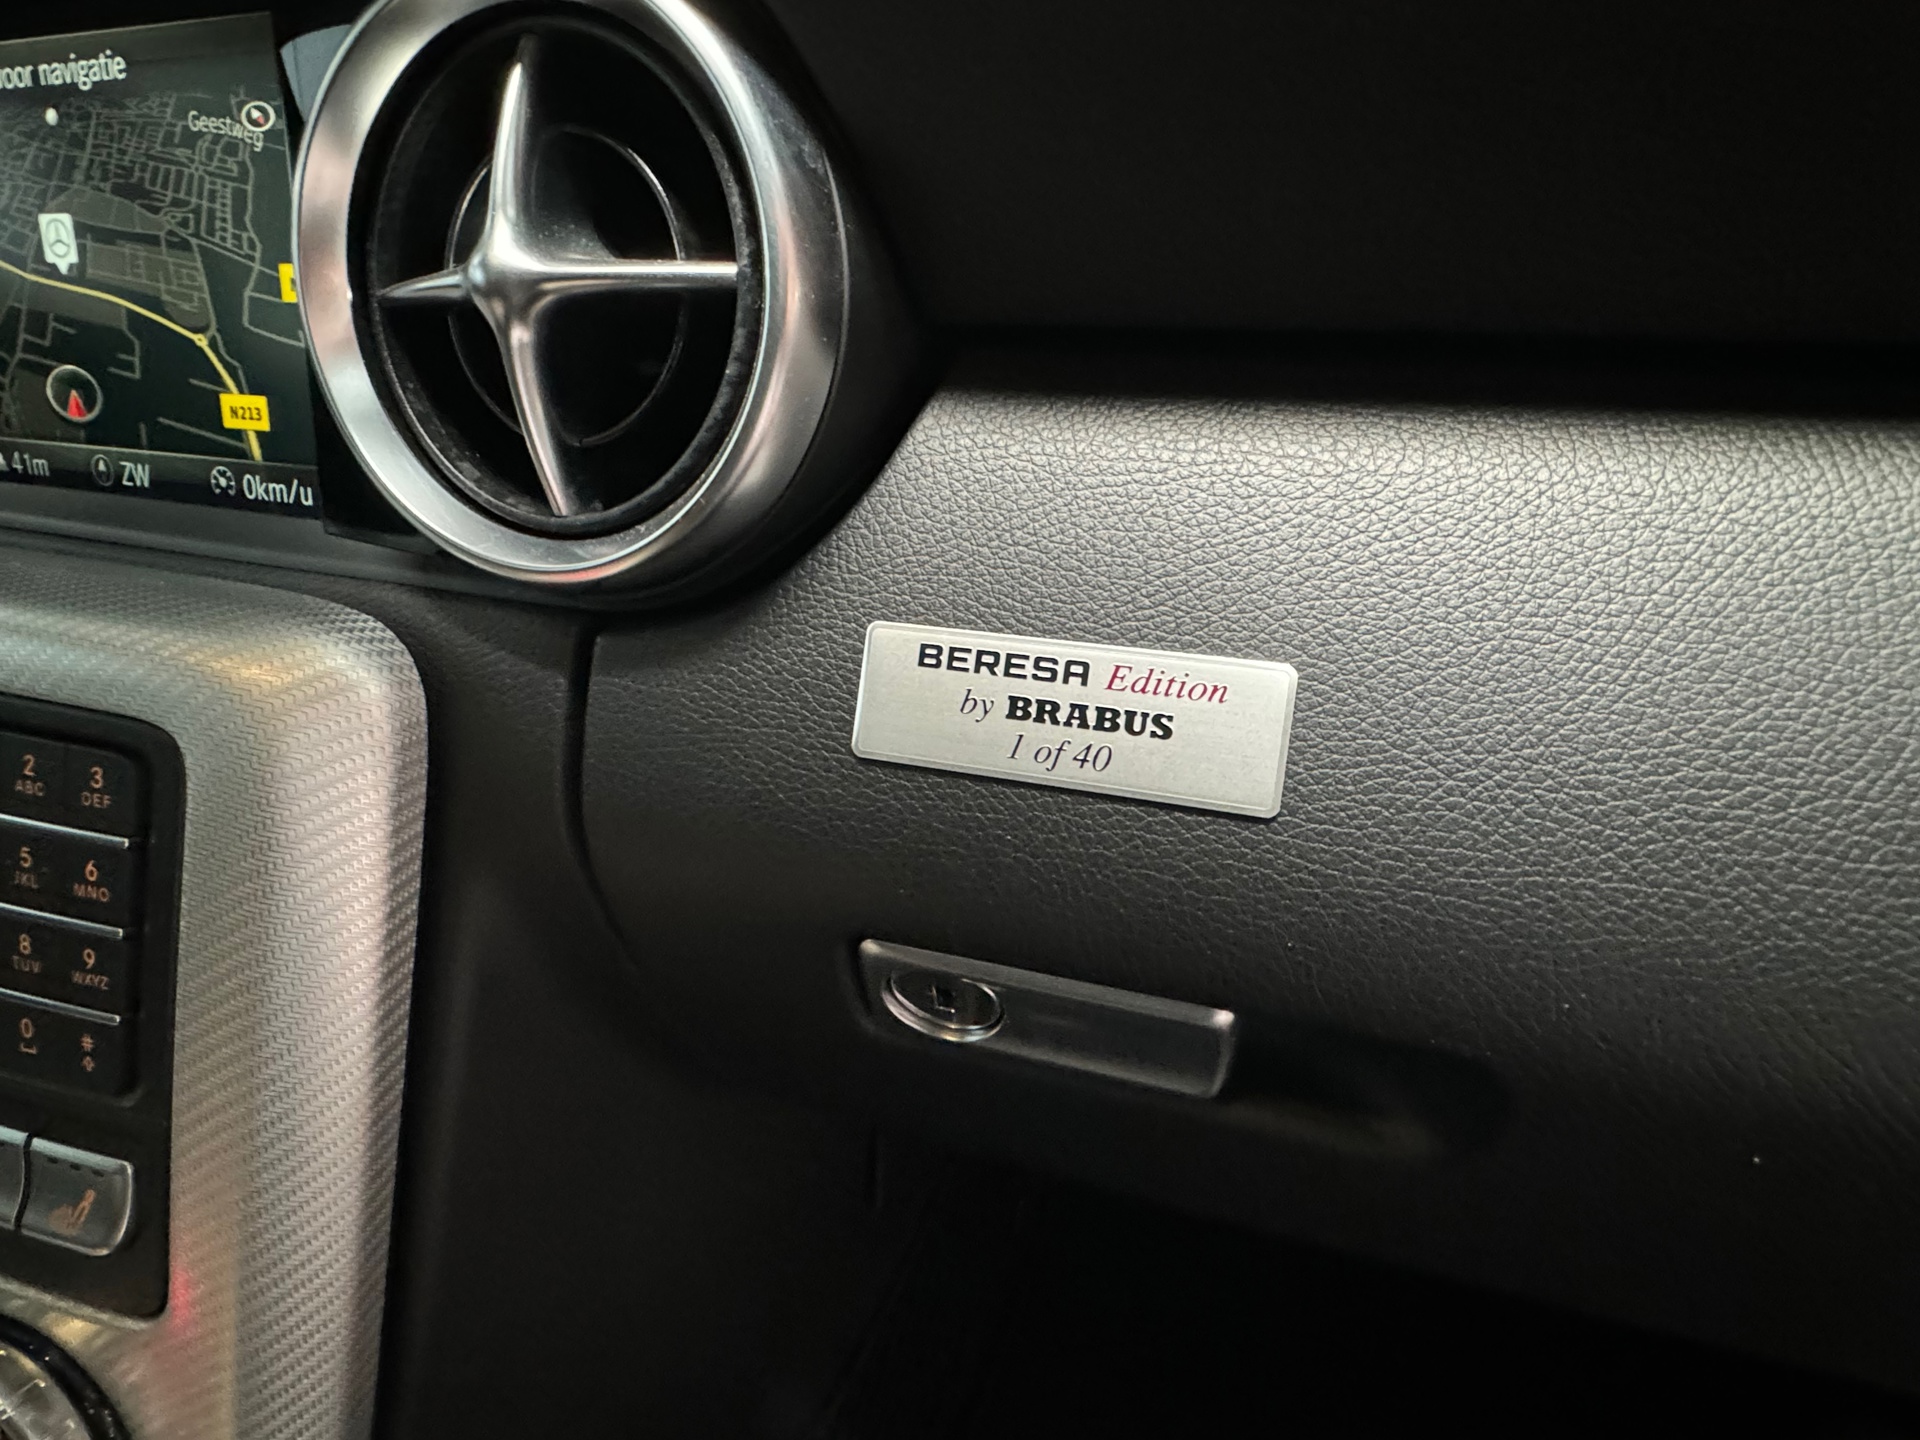 voor navigatie
Geestweg
N213
41m
ZW
0km/u
BERESA Edition
by BRABUS
1 of 40
2
ABC
3
DEF
5
JKL
6
MNO
8
TUV
9
WXYZ
0
#